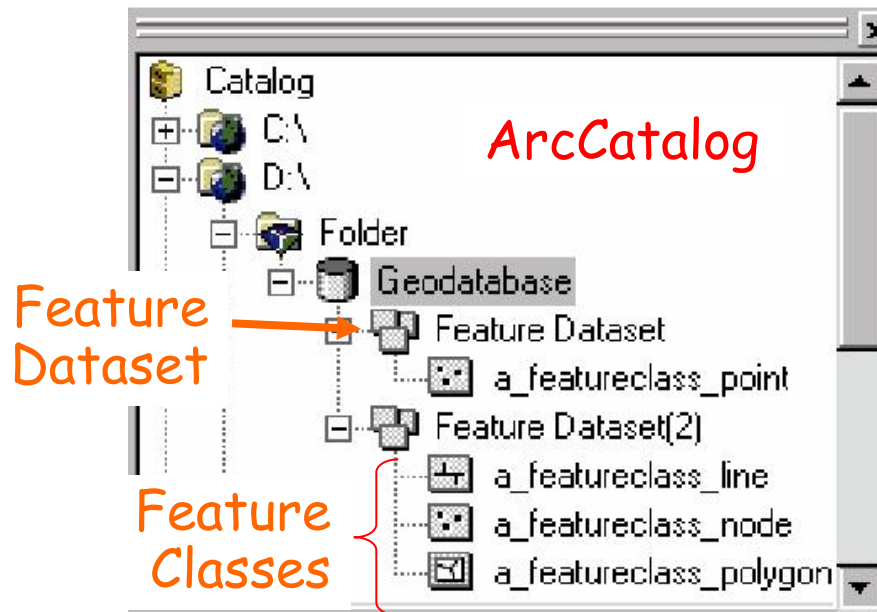 Catalog
C:\
ArcCatalog
D:\
Folder
Geodatabase
Feature
Dataset
Feature Dataset
a_featureclass_point
Feature Dataset(2)
Feature
Classes
a_featureclass_line
a_featureclass_node
a_featureclass_polygon